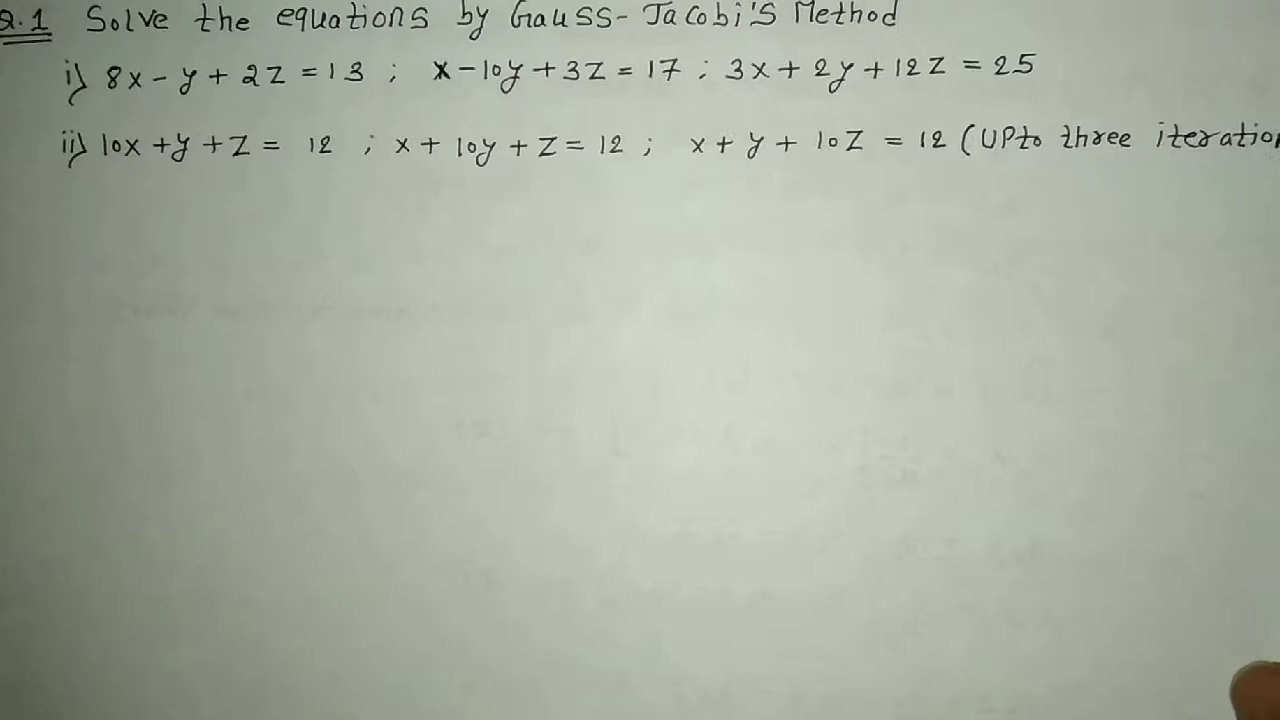 Q.1 Solve the equations by Gauss-Jacobi's Method
i) 8x - y + 2z = 13 ; x - 10y + 3z = 17 ; 3x + 2y + 12z = 25
ii) 10x + y + z = 12 ; x + 10y + z = 12 ; x + y + 10z = 12 (UPto three iteration